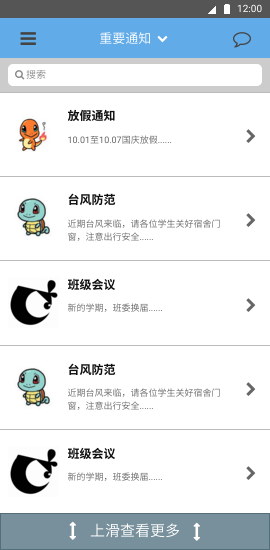 12:00
重要通知
搜索
放假通知
10.01至10.07国庆放假......
台风防范
近期台风来临，请各位学生关好宿舍门
窗，注意出行安全......
班级会议
新的学期，班委换届......
台风防范
近期台风来临，请各位学生关好宿舍门
窗，注意出行安全......
班级会议
新的学期，班委换届......
上滑查看更多